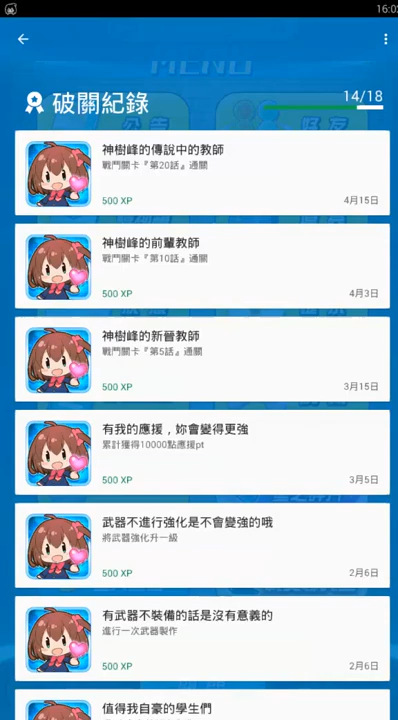 16:02
MENU
破關紀錄
14/18
神樹峰的傳說中的教師
戰鬥關卡『第20話』通關
500 XP
4月15日
神樹峰的前輩教師
戰鬥關卡『第10話』通關
500 XP
4月3日
神樹峰的新晉教師
戰鬥關卡『第5話』通關
500 XP
3月15日
有我的應援，妳會變得更強
累計獲得10000點應援pt
500 XP
3月5日
武器不進行強化是不會變強的哦
將武器強化升一級
500 XP
2月6日
有武器不裝備的話是沒有意義的
進行一次武器製作
500 XP
2月6日
值得我自豪的學生們